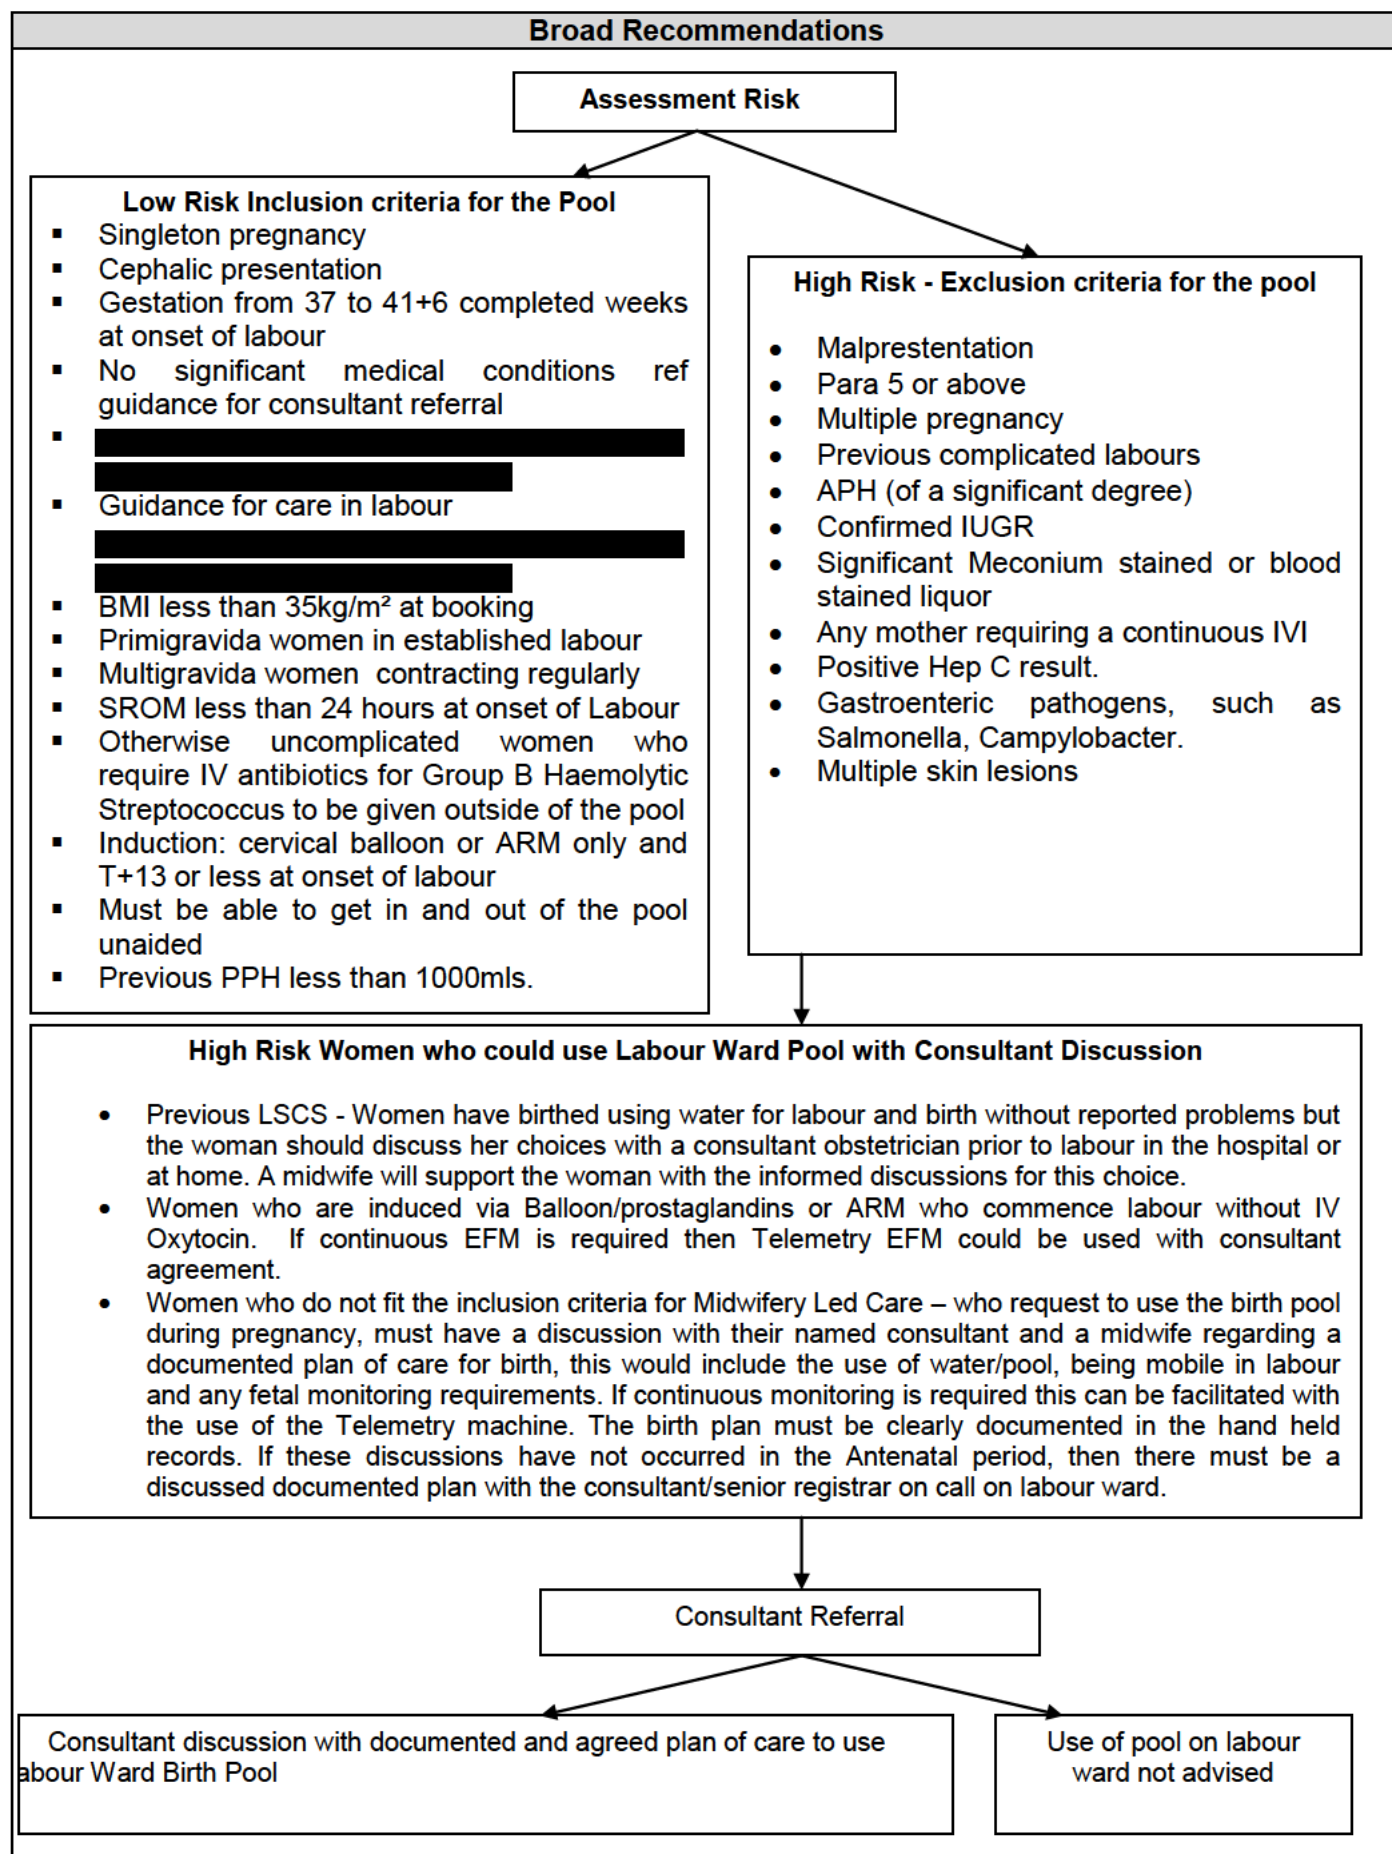 Broad Recommendations
Assessment Risk
Low Risk Inclusion criteria for the Pool
▪ Singleton pregnancy
▪ Cephalic presentation
▪ Gestation from 37 to 41+6 completed weeks
at onset of labour
▪ No significant medical conditions ref
guidance for consultant referral
▪
▪ Guidance for care in labour
▪ BMI less than 35kg/m² at booking
▪ Primigravida women in established labour
▪ Multigravida women contracting regularly
▪ SROM less than 24 hours at onset of Labour
▪ Otherwise uncomplicated women who
require IV antibiotics for Group B Haemolytic
Streptococcus to be given outside of the pool
▪ Induction: cervical balloon or ARM only and
T+13 or less at onset of labour
▪ Must be able to get in and out of the pool
unaided
▪ Previous PPH less than 1000mls.
High Risk - Exclusion criteria for the pool
• Malprestentation
• Para 5 or above
• Multiple pregnancy
• Previous complicated labours
• APH (of a significant degree)
• Confirmed IUGR
• Significant Meconium stained or blood
stained liquor
• Any mother requiring a continuous IVI
• Positive Hep C result.
• Gastroenteric pathogens, such as
Salmonella, Campylobacter.
• Multiple skin lesions
High Risk Women who could use Labour Ward Pool with Consultant Discussion
• Previous LSCS - Women have birthed using water for labour and birth without reported problems but
the woman should discuss her choices with a consultant obstetrician prior to labour in the hospital or
at home. A midwife will support the woman with the informed discussions for this choice.
• Women who are induced via Balloon/prostaglandins or ARM who commence labour without IV
Oxytocin. If continuous EFM is required then Telemetry EFM could be used with consultant
agreement.
• Women who do not fit the inclusion criteria for Midwifery Led Care – who request to use the birth pool
during pregnancy, must have a discussion with their named consultant and a midwife regarding a
documented plan of care for birth, this would include the use of water/pool, being mobile in labour
and any fetal monitoring requirements. If continuous monitoring is required this can be facilitated with
the use of the Telemetry machine. The birth plan must be clearly documented in the hand held
records. If these discussions have not occurred in the Antenatal period, then there must be a
discussed documented plan with the consultant/senior registrar on call on labour ward.
Consultant Referral
Consultant discussion with documented and agreed plan of care to use
abour Ward Birth Pool
Use of pool on labour
ward not advised